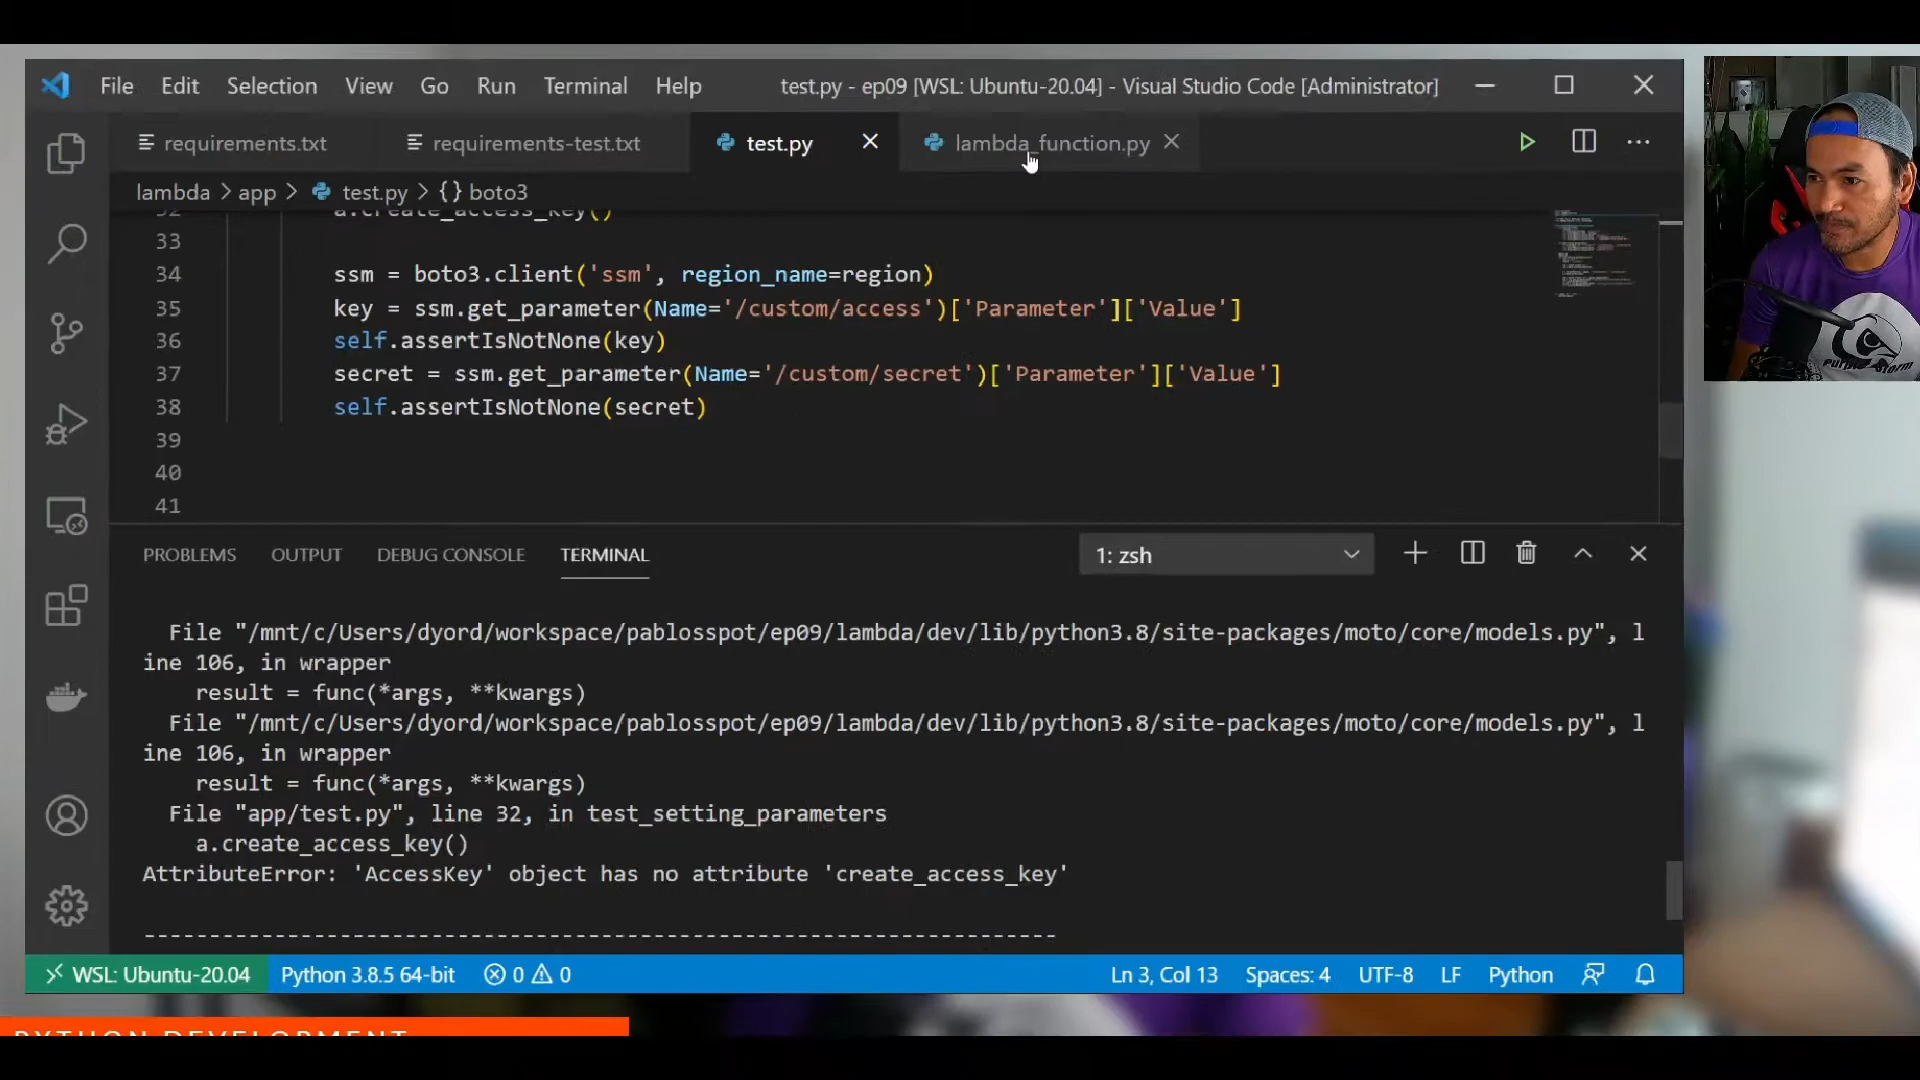 File Edit Selection View Go Run Terminal Help test.py - ep09 [WSL: Ubuntu-20.04] - Visual Studio Code [Administrator]
requirements.txt requirements-test.txt test.py lambda_function.py
lambda > app > test.py > {} boto3
32 a.create_access_key()
33
34 ssm = boto3.client('ssm', region_name=region)
35 key = ssm.get_parameter(Name='/custom/access')['Parameter']['Value']
36 self.assertIsNotNone(key)
37 secret = ssm.get_parameter(Name='/custom/secret')['Parameter']['Value']
38 self.assertIsNotNone(secret)
39
40
41
PROBLEMS OUTPUT DEBUG CONSOLE TERMINAL 1: zsh
File "/mnt/c/Users/dyord/workspace/pablosspot/ep09/lambda/dev/lib/python3.8/site-packages/moto/core/models.py", l
ine 106, in wrapper
result = func(*args, **kwargs)
File "/mnt/c/Users/dyord/workspace/pablosspot/ep09/lambda/dev/lib/python3.8/site-packages/moto/core/models.py", l
ine 106, in wrapper
result = func(*args, **kwargs)
File "app/test.py", line 32, in test_setting_parameters
a.create_access_key()
AttributeError: 'AccessKey' object has no attribute 'create_access_key'
----------------------------------------------------------------------
WSL: Ubuntu-20.04 Python 3.8.5 64-bit 0 0 Ln 3, Col 13 Spaces: 4 UTF-8 LF Python
PYTHON DEVELOPMENT